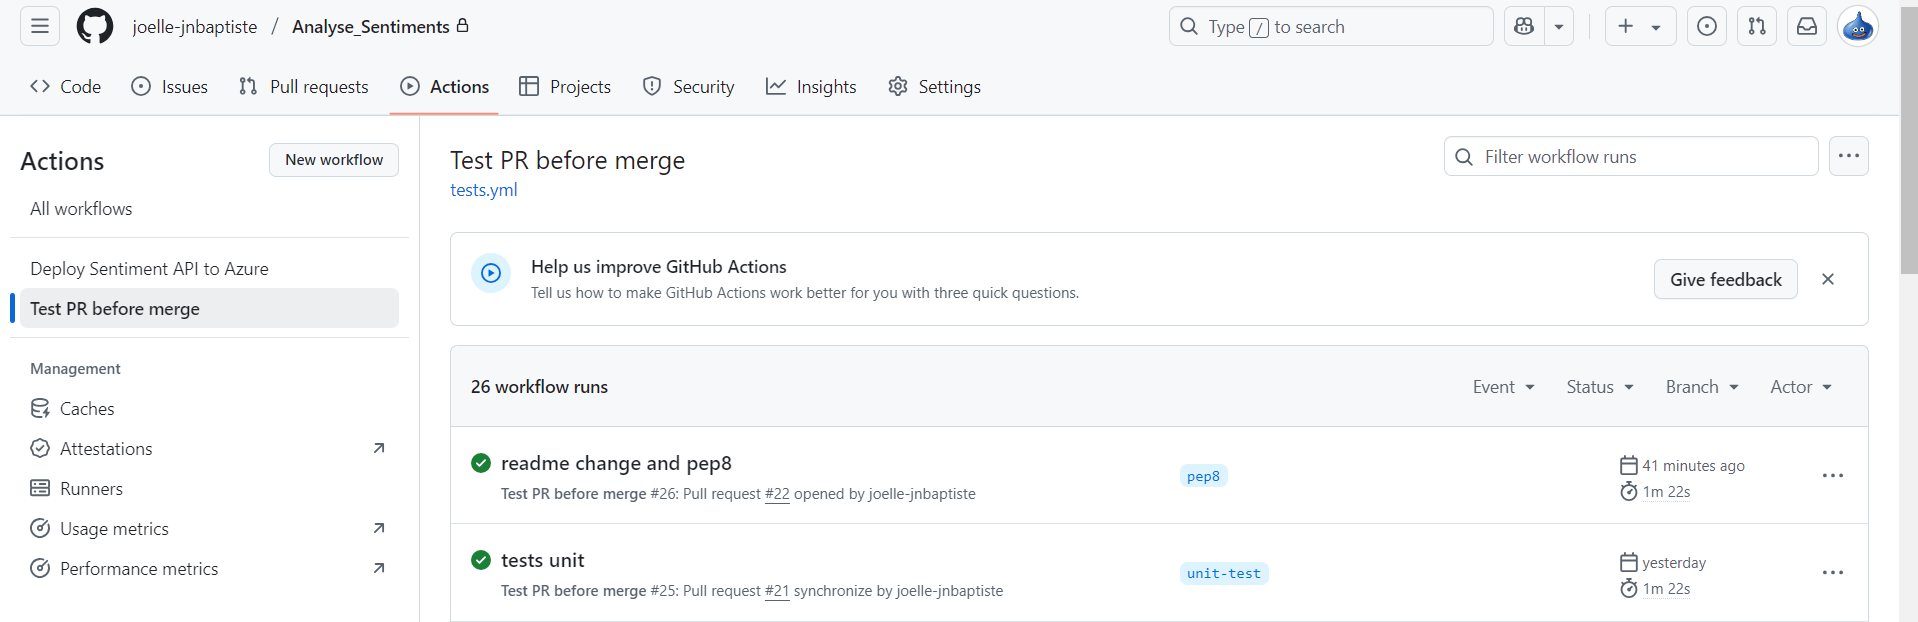 joelle-jnbaptiste / Analyse_Sentiments
Type / to search
Code
Issues
Pull requests
Actions
Projects
Security
Insights
Settings
Actions
New workflow
All workflows
Deploy Sentiment API to Azure
Test PR before merge
Management
Caches
Attestations
Runners
Usage metrics
Performance metrics
Test PR before merge
tests.yml
Filter workflow runs
Help us improve GitHub Actions
Tell us how to make GitHub Actions work better for you with three quick questions.
Give feedback
26 workflow runs
Event
Status
Branch
Actor
readme change and pep8
Test PR before merge #26: Pull request #22 opened by joelle-jnbaptiste
pep8
41 minutes ago
1m 22s
tests unit
Test PR before merge #25: Pull request #21 synchronize by joelle-jnbaptiste
unit-test
yesterday
1m 22s